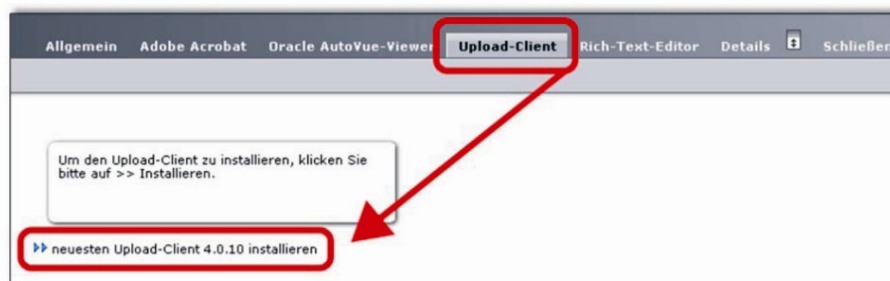 Allgemein Adobe Acrobat Oracle AutoVue-Viewer Upload-Client Rich-Text-Editor Details Schließen
Um den Upload-Client zu installieren, klicken Sie
bitte auf >> Installieren.
neuesten Upload-Client 4.0.10 installieren